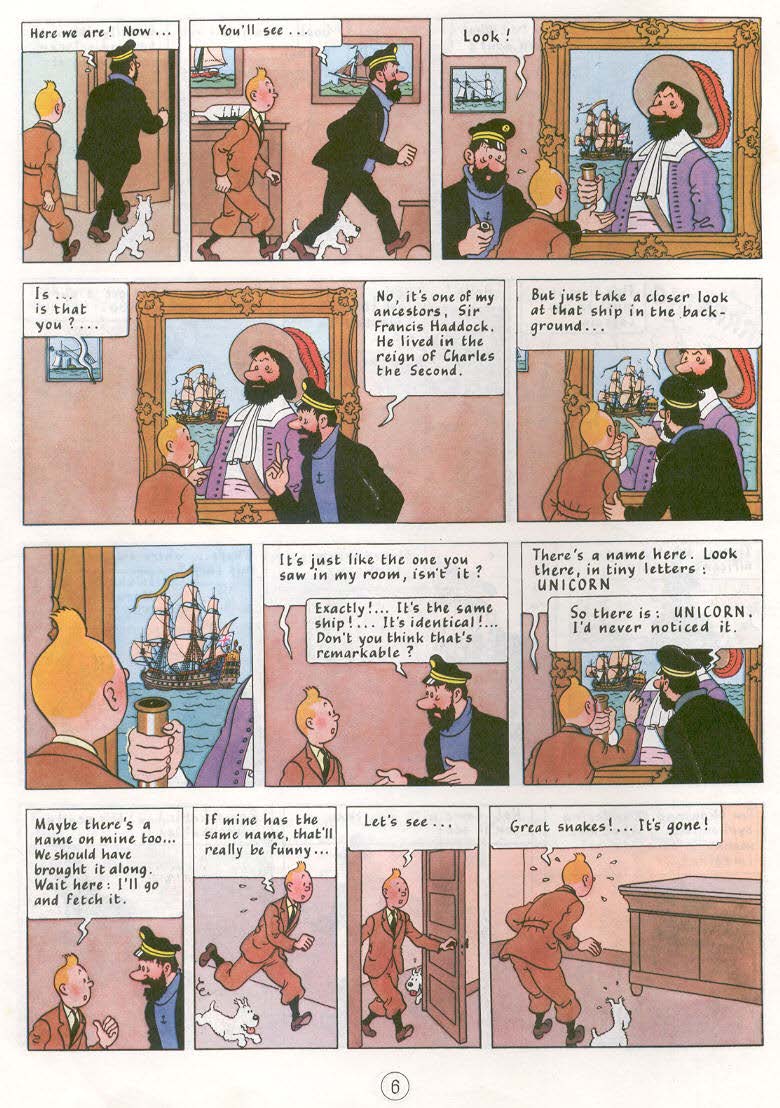 Here we are! Now ...
You'll see ...
Look!
Is ...
is that
you? ...
No, it's one of my
ancestors, Sir
Francis Haddock.
He lived in the
reign of Charles
the Second.
But just take a closer look
at that ship in the back-
ground...
It's just like the one you
saw in my room, isn't it?
Exactly!... It's the same
ship!... It's identical!...
Don't you think that's
remarkable?
There's a name here. Look
there, in tiny letters:
UNICORN
So there is: UNICORN.
I'd never noticed it.
Maybe there's a
name on mine too...
We should have
brought it along.
Wait here: I'll go
and fetch it.
If mine has the
same name, that'll
really be funny...
Let's see ...
Great snakes!... It's gone!
6